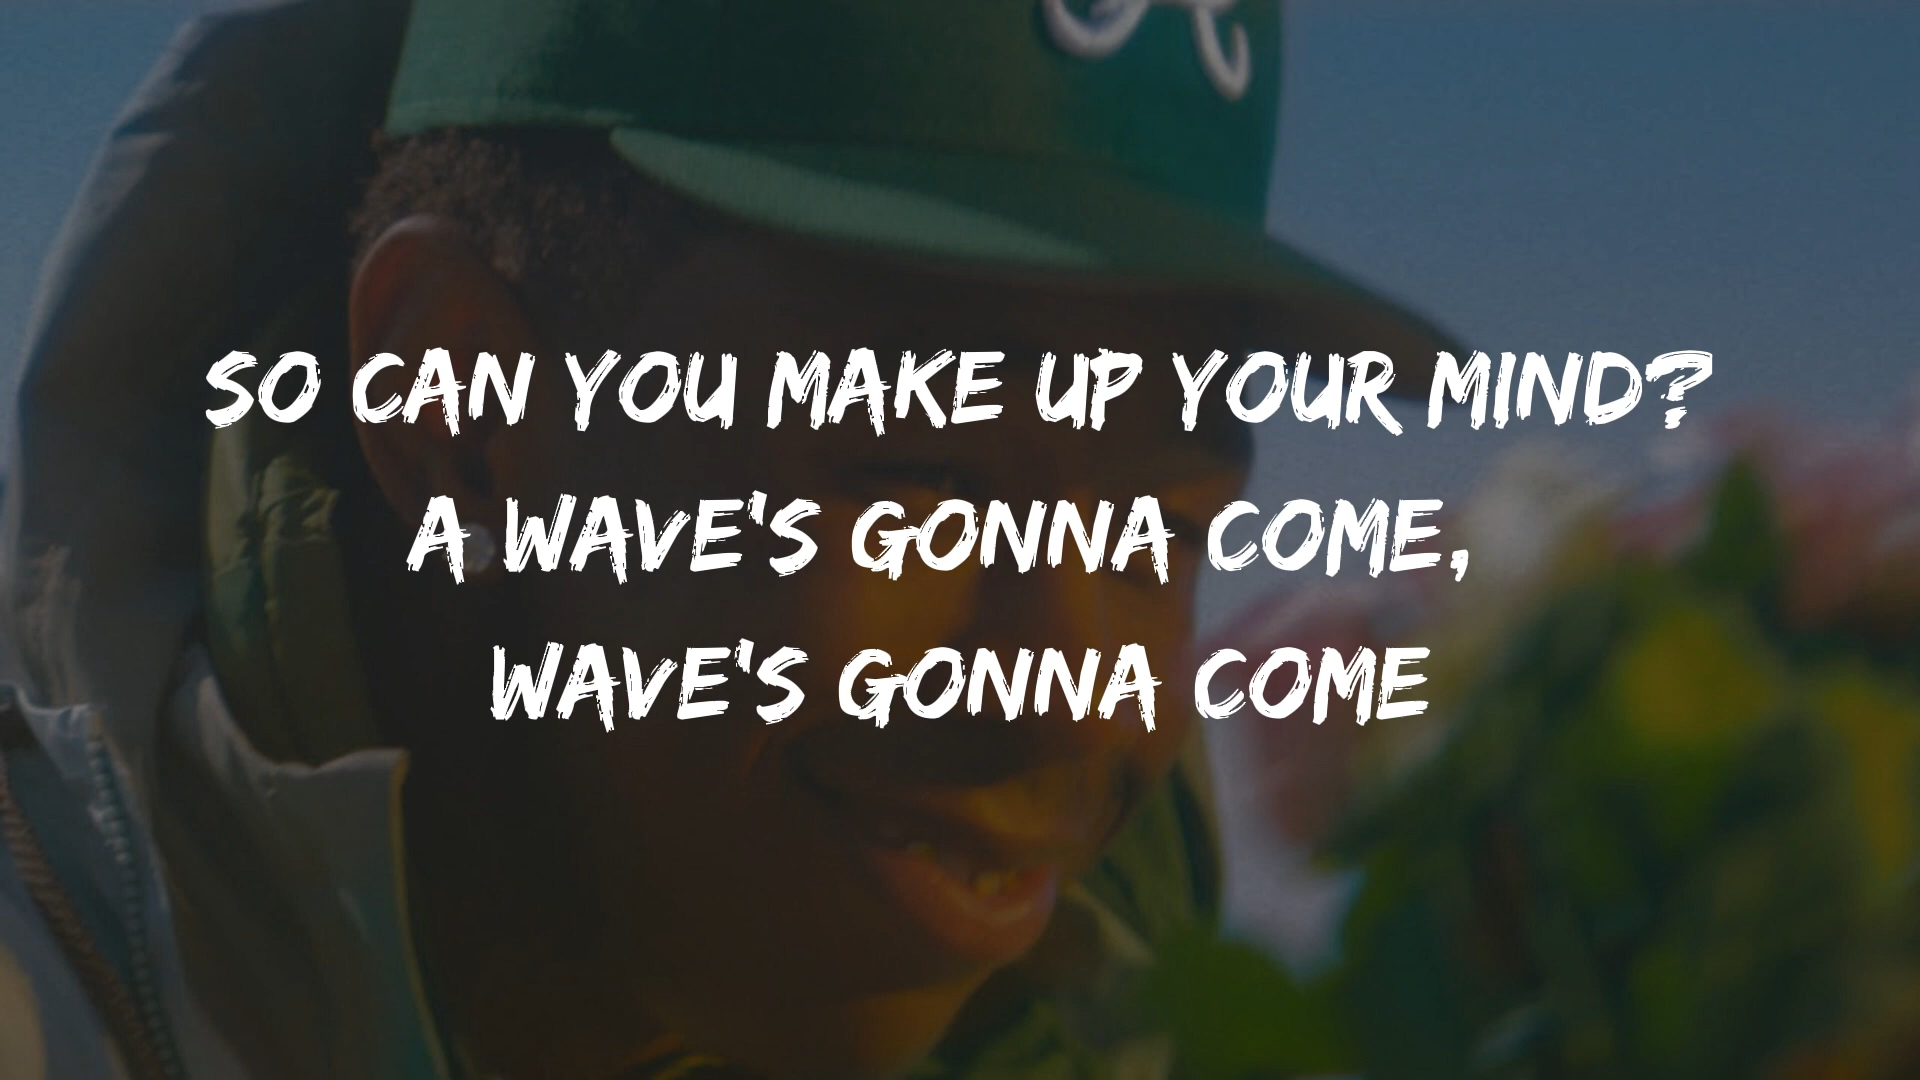 SO CAN YOU MAKE UP YOUR MIND?
A WAVE'S GONNA COME,
WAVE'S GONNA COME